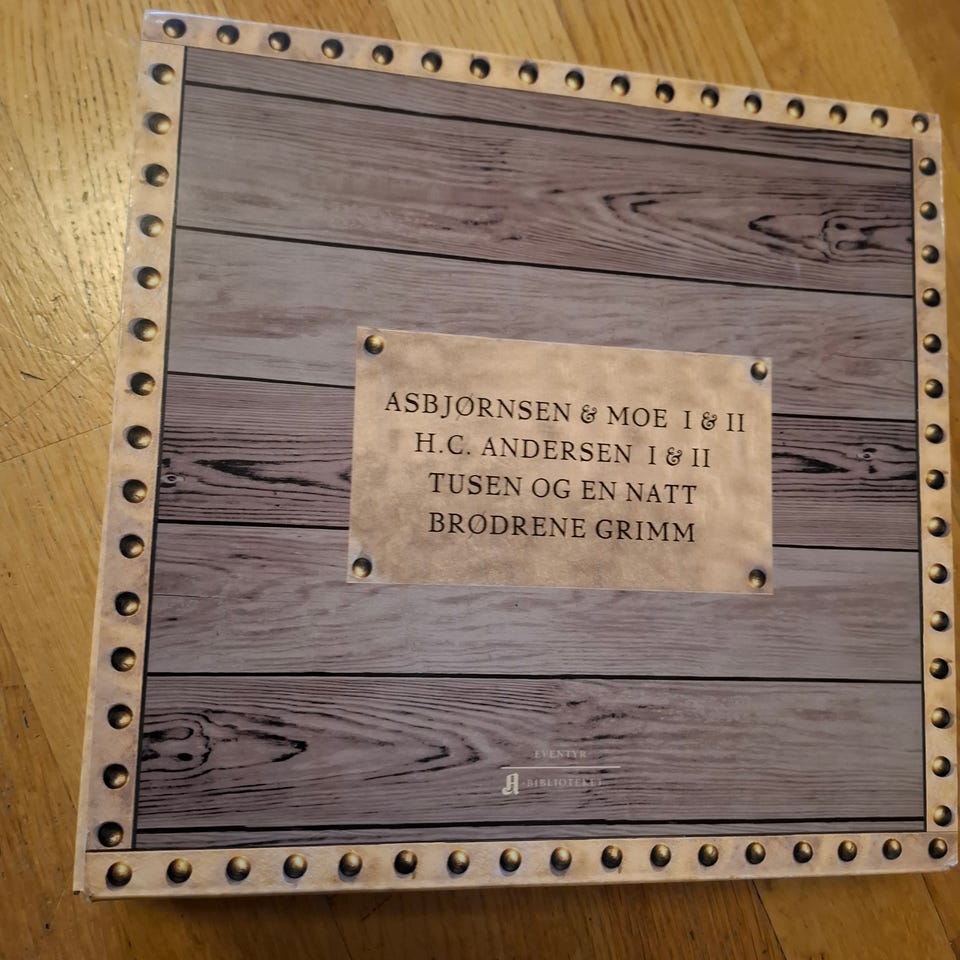 ASBJØRNSEN & MOE I & II
H.C. ANDERSEN I & II
TUSEN OG EN NATT
BRØDRENE GRIMM
EVENTYR
A-BIBLIOTEKET